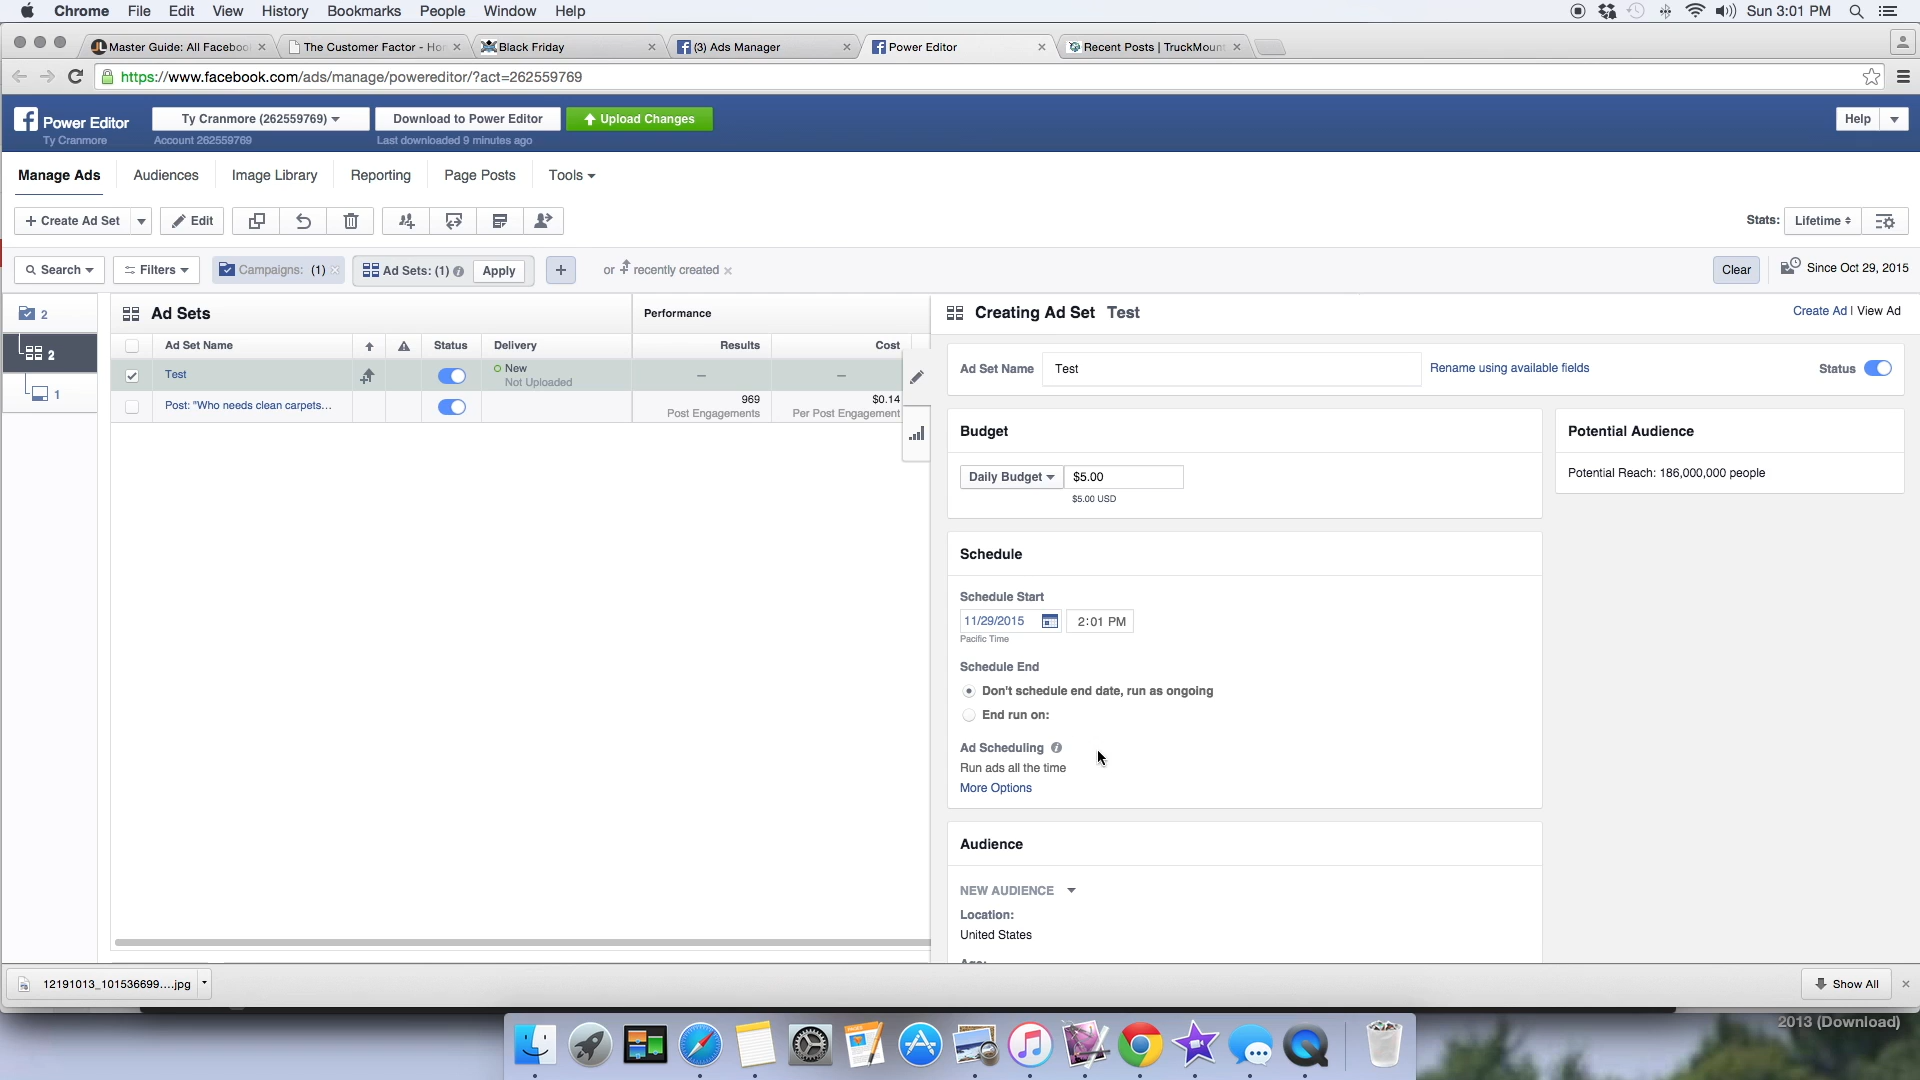 Chrome File Edit View History Bookmarks People Window Help Sun 3:01 PM
Master Guide: All Faceboo The Customer Factor - Ho Black Friday (3) Ads Manager Power Editor Recent Posts | TruckMount
https://www.facebook.com/ads/manage/powereditor/?act=262559769
Power Editor Ty Cranmore (262559769) Download to Power Editor Upload Changes Help
Ty Cranmore Account 262559769 Last downloaded 9 minutes ago
Manage Ads Audiences Image Library Reporting Page Posts Tools
+ Create Ad Set Edit Stats: Lifetime
Search Filters Campaigns: (1) Ad Sets: (1) Apply + or recently created Clear Since Oct 29, 2015
2
2
1
Ad Sets Performance
Ad Set Name Status Delivery Results Cost
Test New — —
Not Uploaded
Post: "Who needs clean carpets... 969 $0.14
Post Engagements Per Post Engagement
Creating Ad Set Test Create Ad | View Ad
Ad Set Name Test Rename using available fields Status
Budget
Daily Budget $5.00
$5.00 USD
Potential Audience
Potential Reach: 186,000,000 people
Schedule
Schedule Start
11/29/2015 2:01 PM
Pacific Time
Schedule End
Don't schedule end date, run as ongoing
End run on:
Ad Scheduling
Run ads all the time
More Options
Audience
NEW AUDIENCE
Location:
United States
12191013_101536699....jpg Show All
2013 (Download)